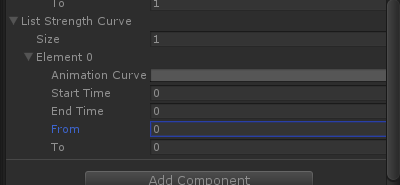 To 1
List Strength Curve
Size 1
Element 0
Animation Curve
Start Time 0
End Time 0
From 0
To 0
Add Component